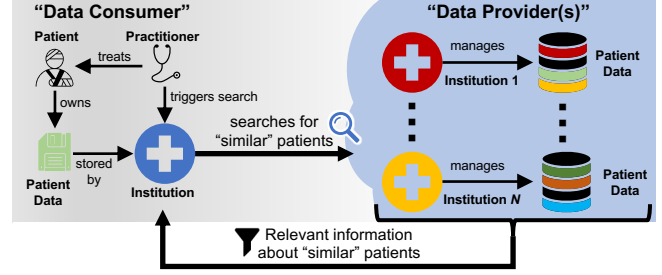 “Data Consumer”
“Data Provider(s)”
Patient
Practitioner
treats
owns
triggers search
stored
by
Patient
Data
Institution
searches for
“similar” patients
manages
Institution 1
Patient
Data
manages
Institution N
Patient
Data
Relevant information
about “similar” patients